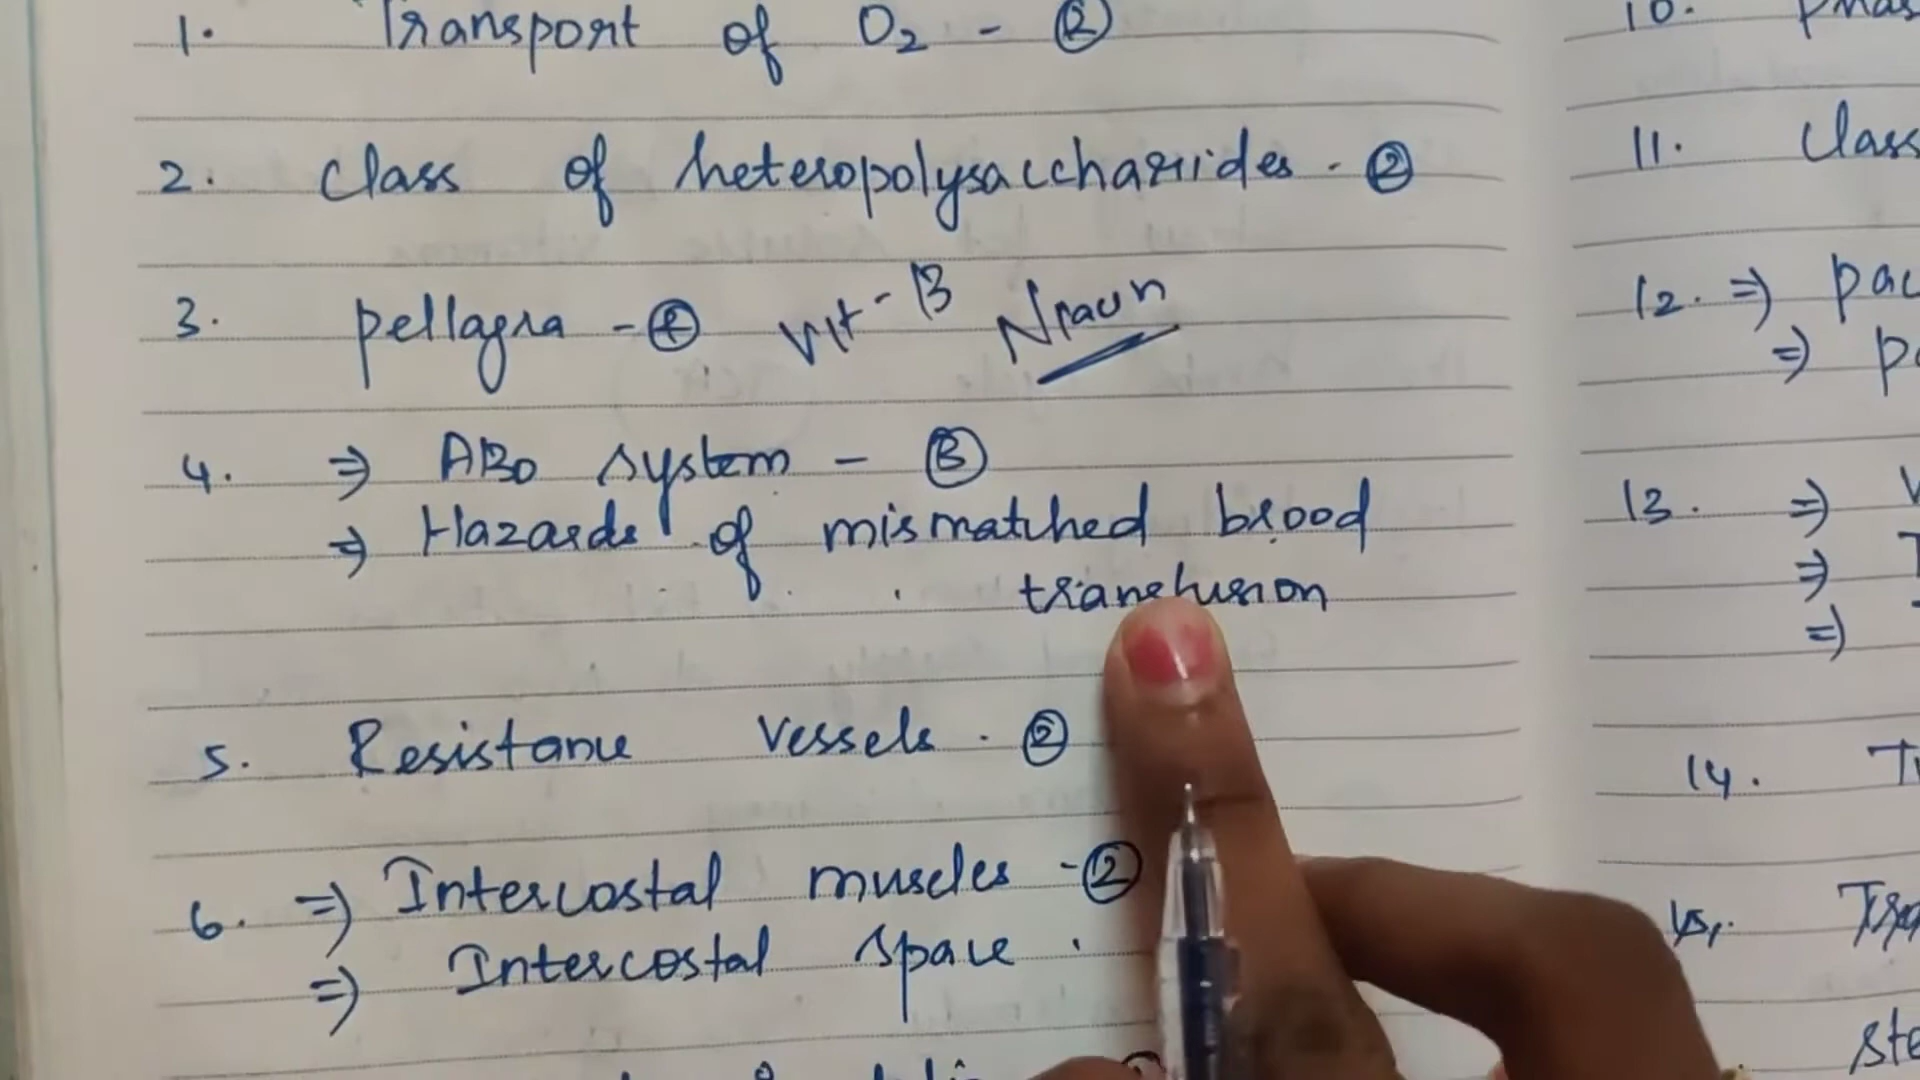 1. Transport of O2 - ②
2. Class of heteropolysaccharides. ②
3. pellagra - Vit-B Niacin
4. ⇒ ABO system - ③
⇒ Hazards of mismatched blood
transfusion
5. Resistance vessels. ②
6. ⇒ Intercostal muscles - ②
⇒ Intercostal space.
10.
11. Class
12. ⇒
⇒
13. ⇒
⇒
⇒
14.
15.